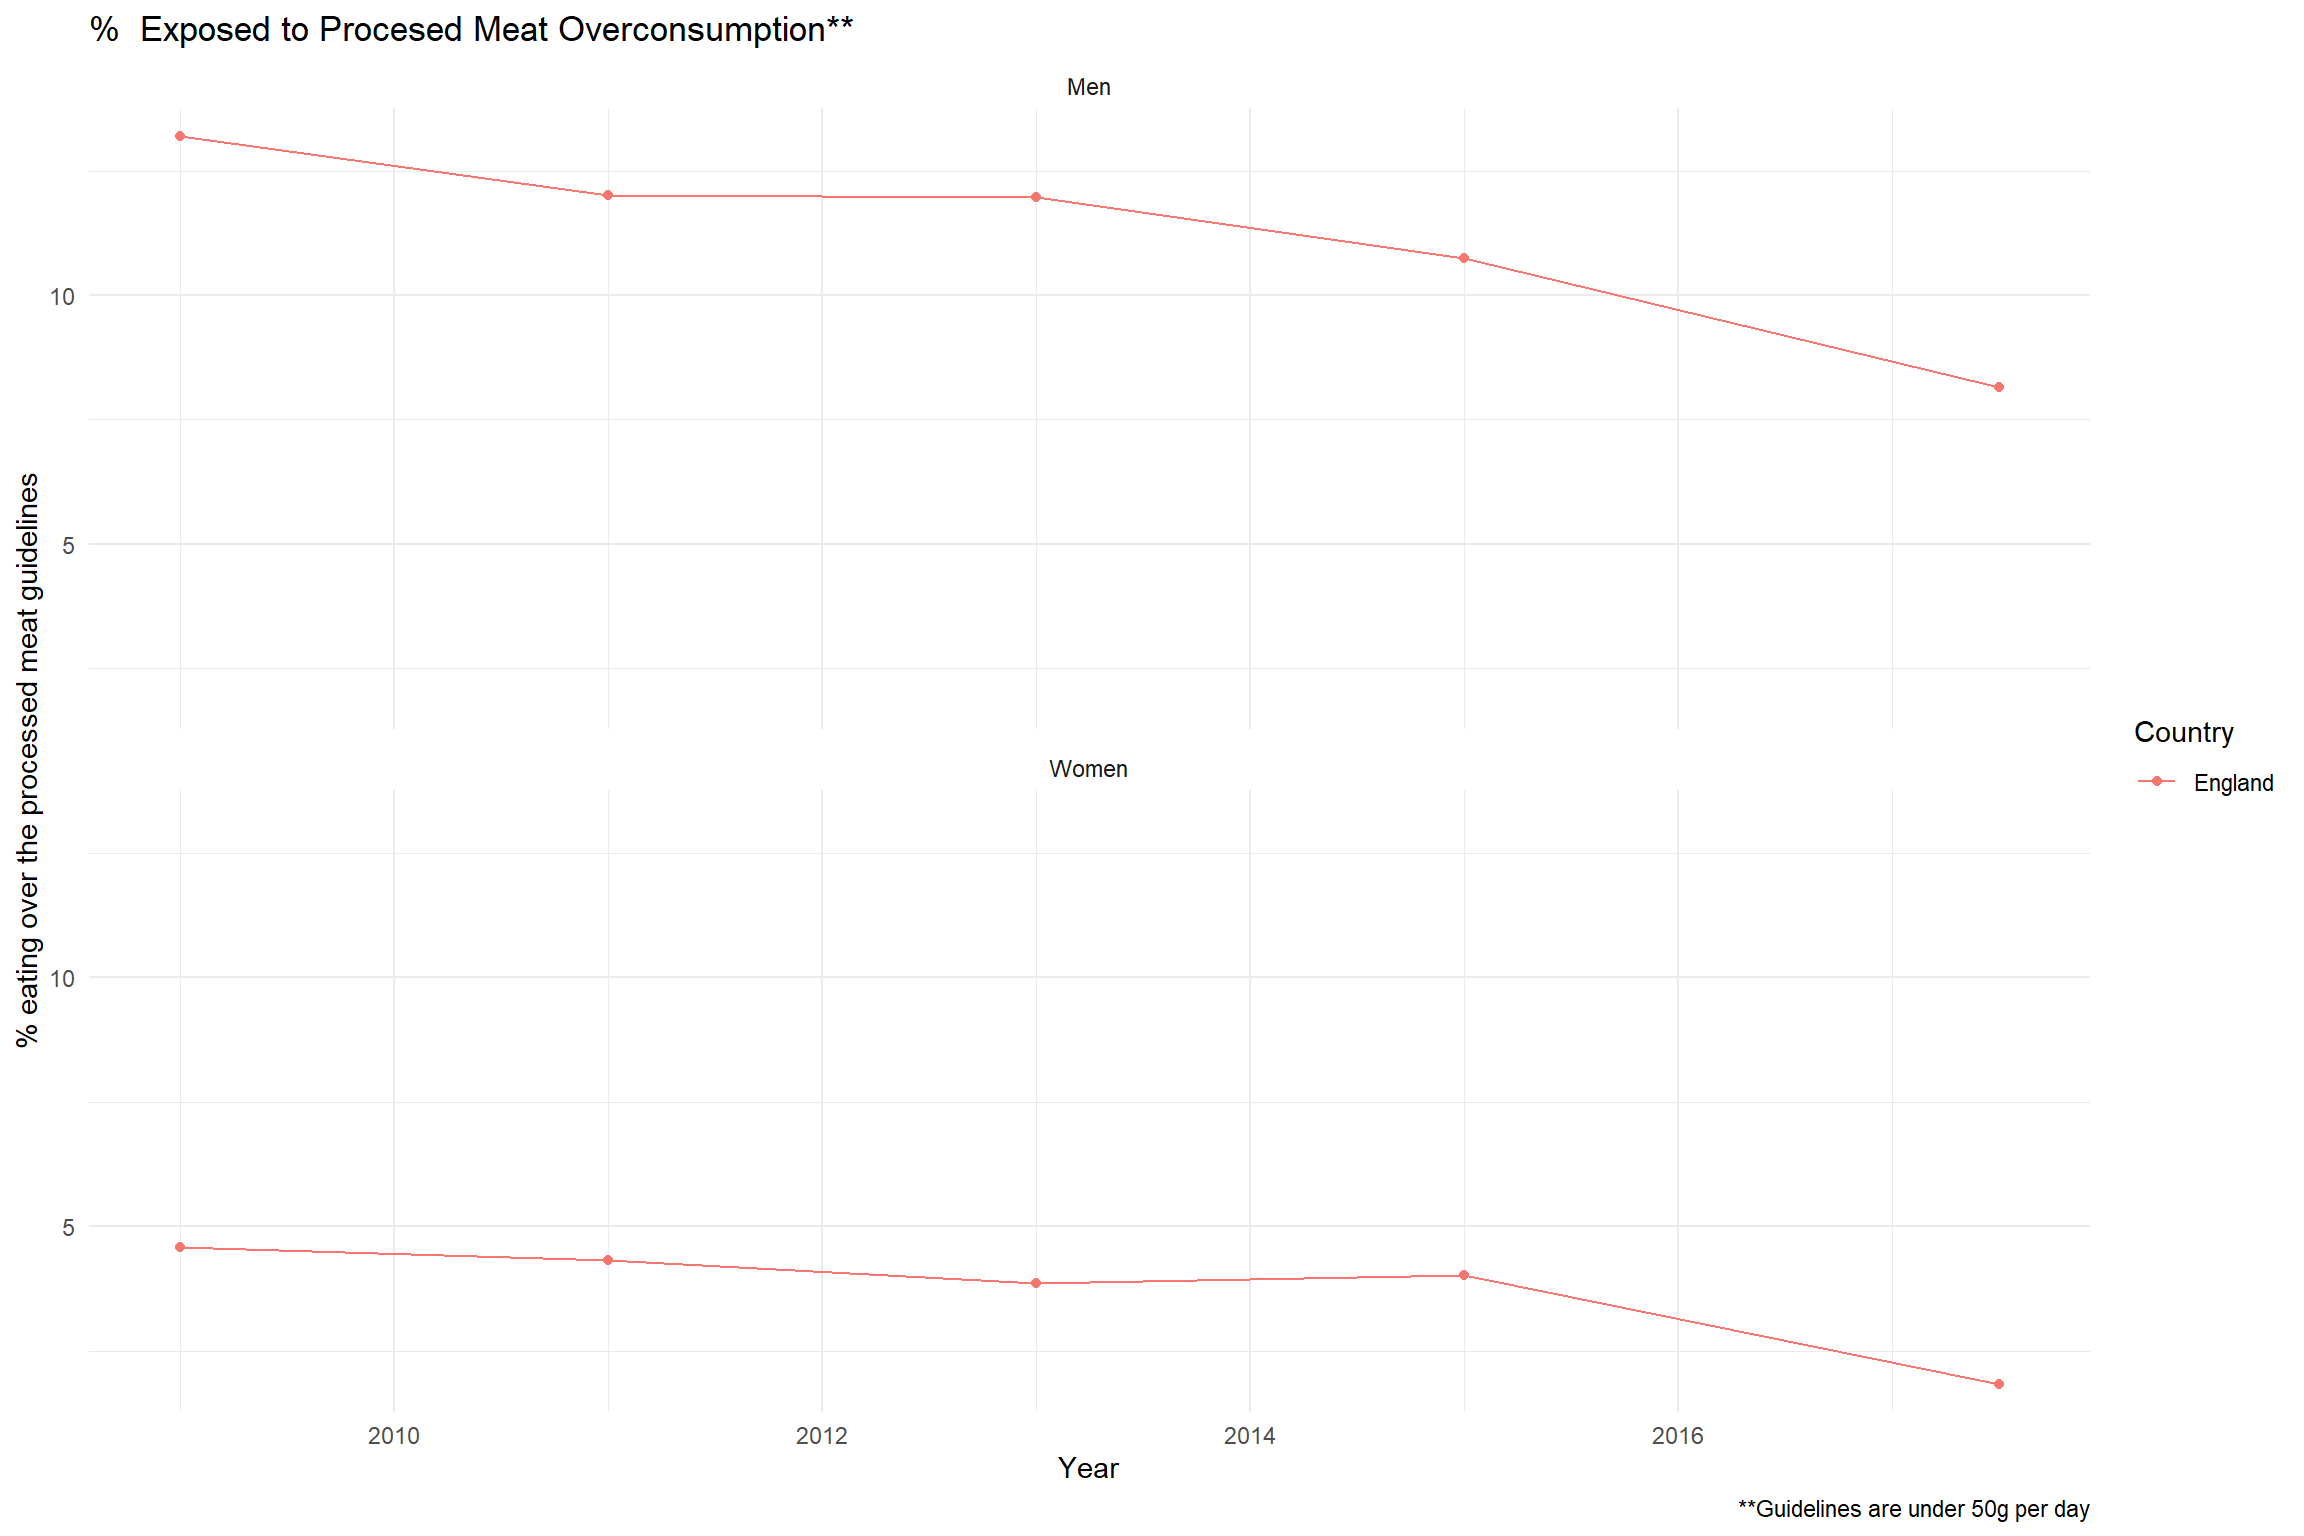 %  Exposed to Procesed Meat Overconsumption**
Men
10
5
% eating over the processed meat guidelines
Women
10
5
2010
2012
2014
2016
Year
Country
England
**Guidelines are under 50g per day